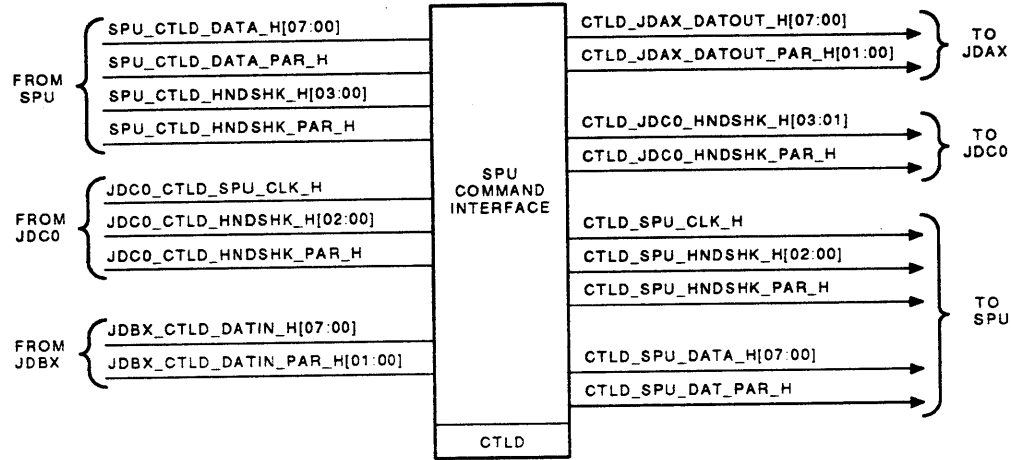 SPU_CTLD_DATA_H[07:00]
SPU_CTLD_DATA_PAR_H
SPU_CTLD_HNDSHK_H[03:00]
SPU_CTLD_HNDSHK_PAR_H
FROM
SPU
JDC0_CTLD_SPU_CLK_H
JDC0_CTLD_HNDSHK_H[02:00]
JDC0_CTLD_HNDSHK_PAR_H
FROM
JDC0
JDBX_CTLD_DATIN_H[07:00]
JDBX_CTLD_DATIN_PAR_H[01:00]
FROM
JDBX
SPU
COMMAND
INTERFACE
CTLD
CTLD_JDAX_DATOUT_H[07:00]
CTLD_JDAX_DATOUT_PAR_H[01:00]
TO
JDAX
CTLD_JDC0_HNDSHK_H[03:01]
CTLD_JDC0_HNDSHK_PAR_H
TO
JDC0
CTLD_SPU_CLK_H
CTLD_SPU_HNDSHK_H[02:00]
CTLD_SPU_HNDSHK_PAR_H
CTLD_SPU_DATA_H[07:00]
CTLD_SPU_DAT_PAR_H
TO
SPU